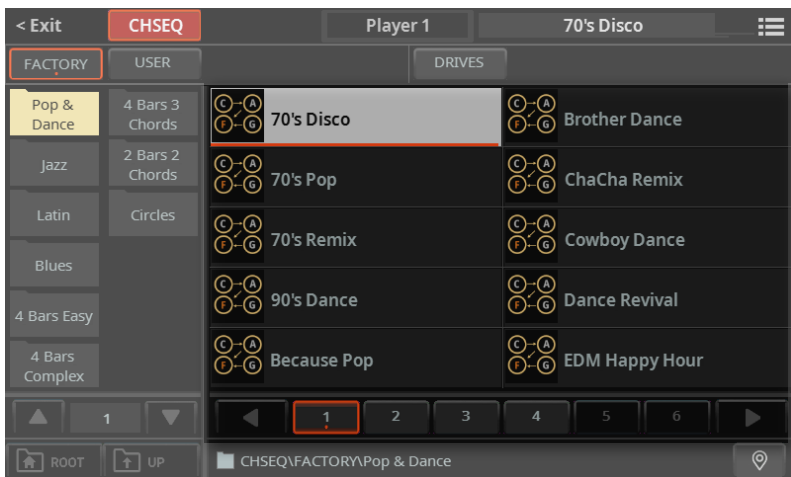 < Exit
CHSEQ
Player 1
70's Disco
FACTORY
USER
DRIVES
Pop &
Dance
4 Bars 3
Chords
Jazz
2 Bars 2
Chords
Latin
Circles
Blues
4 Bars Easy
4 Bars
Complex
C A
F G
70's Disco
C A
F G
Brother Dance
C A
F G
70's Pop
C A
F G
ChaCha Remix
C A
F G
70's Remix
C A
F G
Cowboy Dance
C A
F G
90's Dance
C A
F G
Dance Revival
C A
F G
Because Pop
C A
F G
EDM Happy Hour
1
1 2 3 4 5 6
ROOT
UP
CHSEQ\FACTORY\Pop & Dance